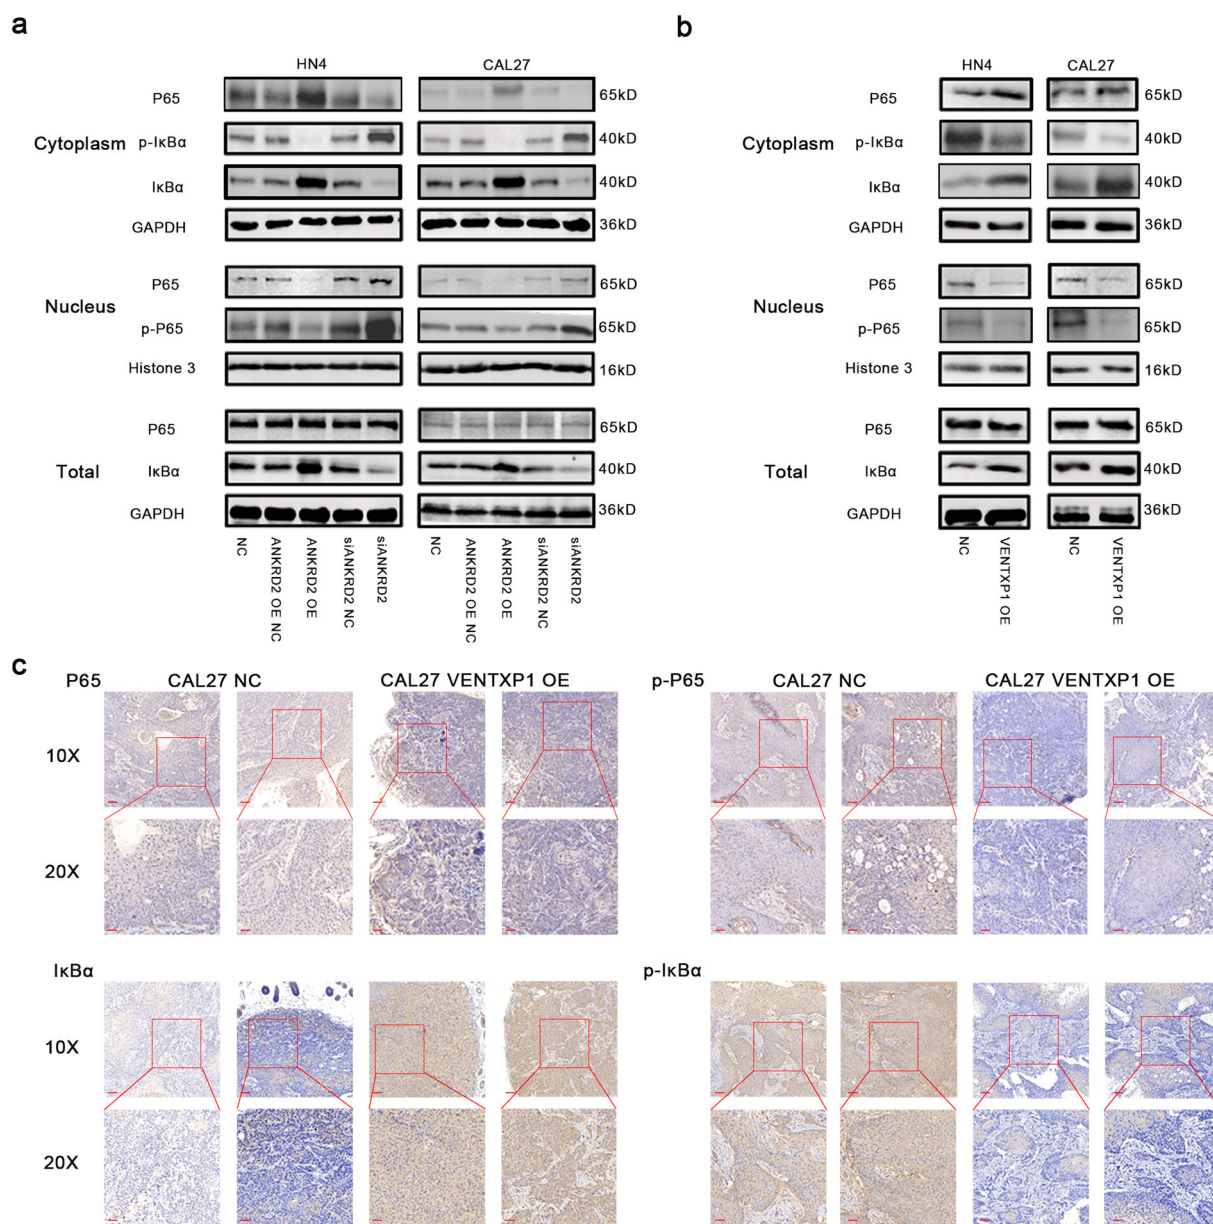 a
HN4 CAL27
P65 65kD
Cytoplasm p-IκBα 40kD
IκBα 40kD
GAPDH 36kD
P65 65kD
Nucleus
p-P65 65kD
Histone 3 16kD
P65 65kD
Total IκBα 40kD
GAPDH 36kD
NC
ANKRD2 OE NC
ANKRD2 OE
siANKRD2 NC
siANKRD2
NC
ANKRD2 OE NC
ANKRD2 OE
siANKRD2 NC
siANKRD2
b
HN4 CAL27
P65 65kD
Cytoplasm p-IκBα 40kD
IκBα 40kD
GAPDH 36kD
P65 65kD
Nucleus
p-P65 65kD
Histone 3 16kD
P65 65kD
Total IκBα 40kD
GAPDH 36kD
NC
VENTXP1 OE
NC
VENTXP1 OE
c
P65 CAL27 NC CAL27 VENTXP1 OE
10X
20X
p-P65 CAL27 NC CAL27 VENTXP1 OE
IκBα
10X
20X
p-IκBα